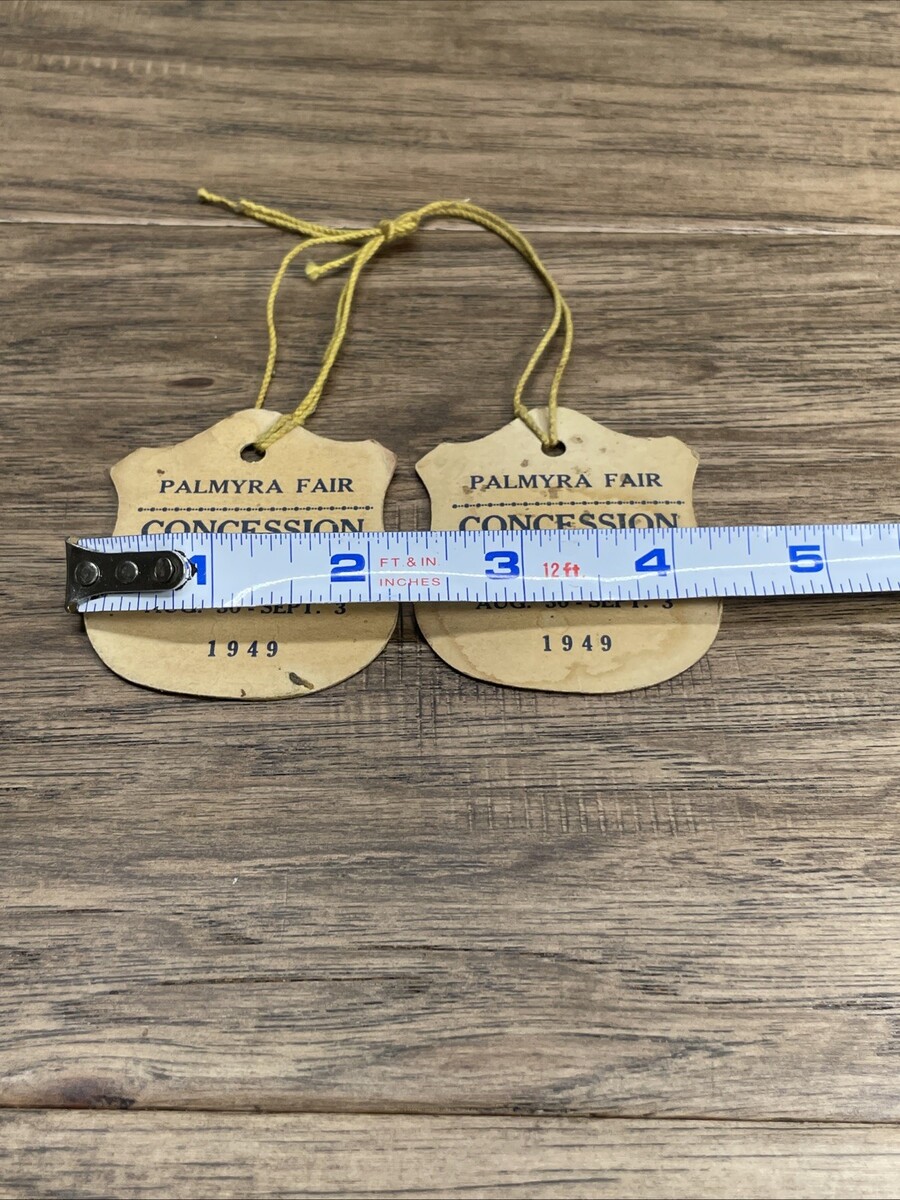 PALMYRA FAIR
CONCESSION
AUG. 30 - SEPT. 3
1949
PALMYRA FAIR
CONCESSION
AUG. 30 - SEPT. 3
1949
1 2 FT & IN INCHES 3 12 ft. 4 5